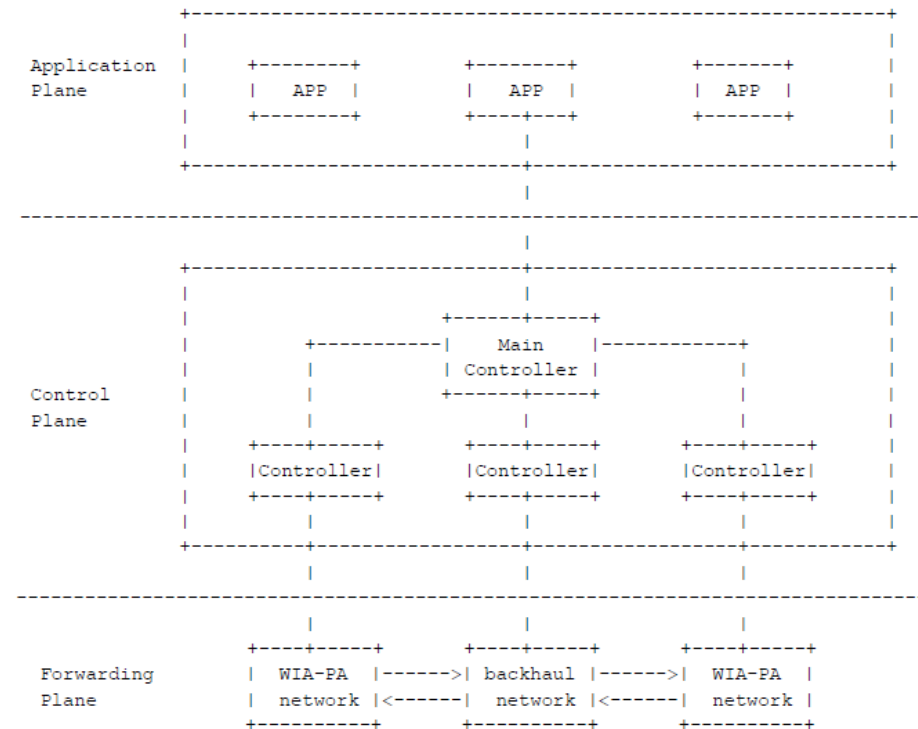 Application
Plane
APP APP APP
Main
Controller
Control
Plane
Controller Controller Controller
WIA-PA backhaul WIA-PA
Forwarding
network network network
Plane